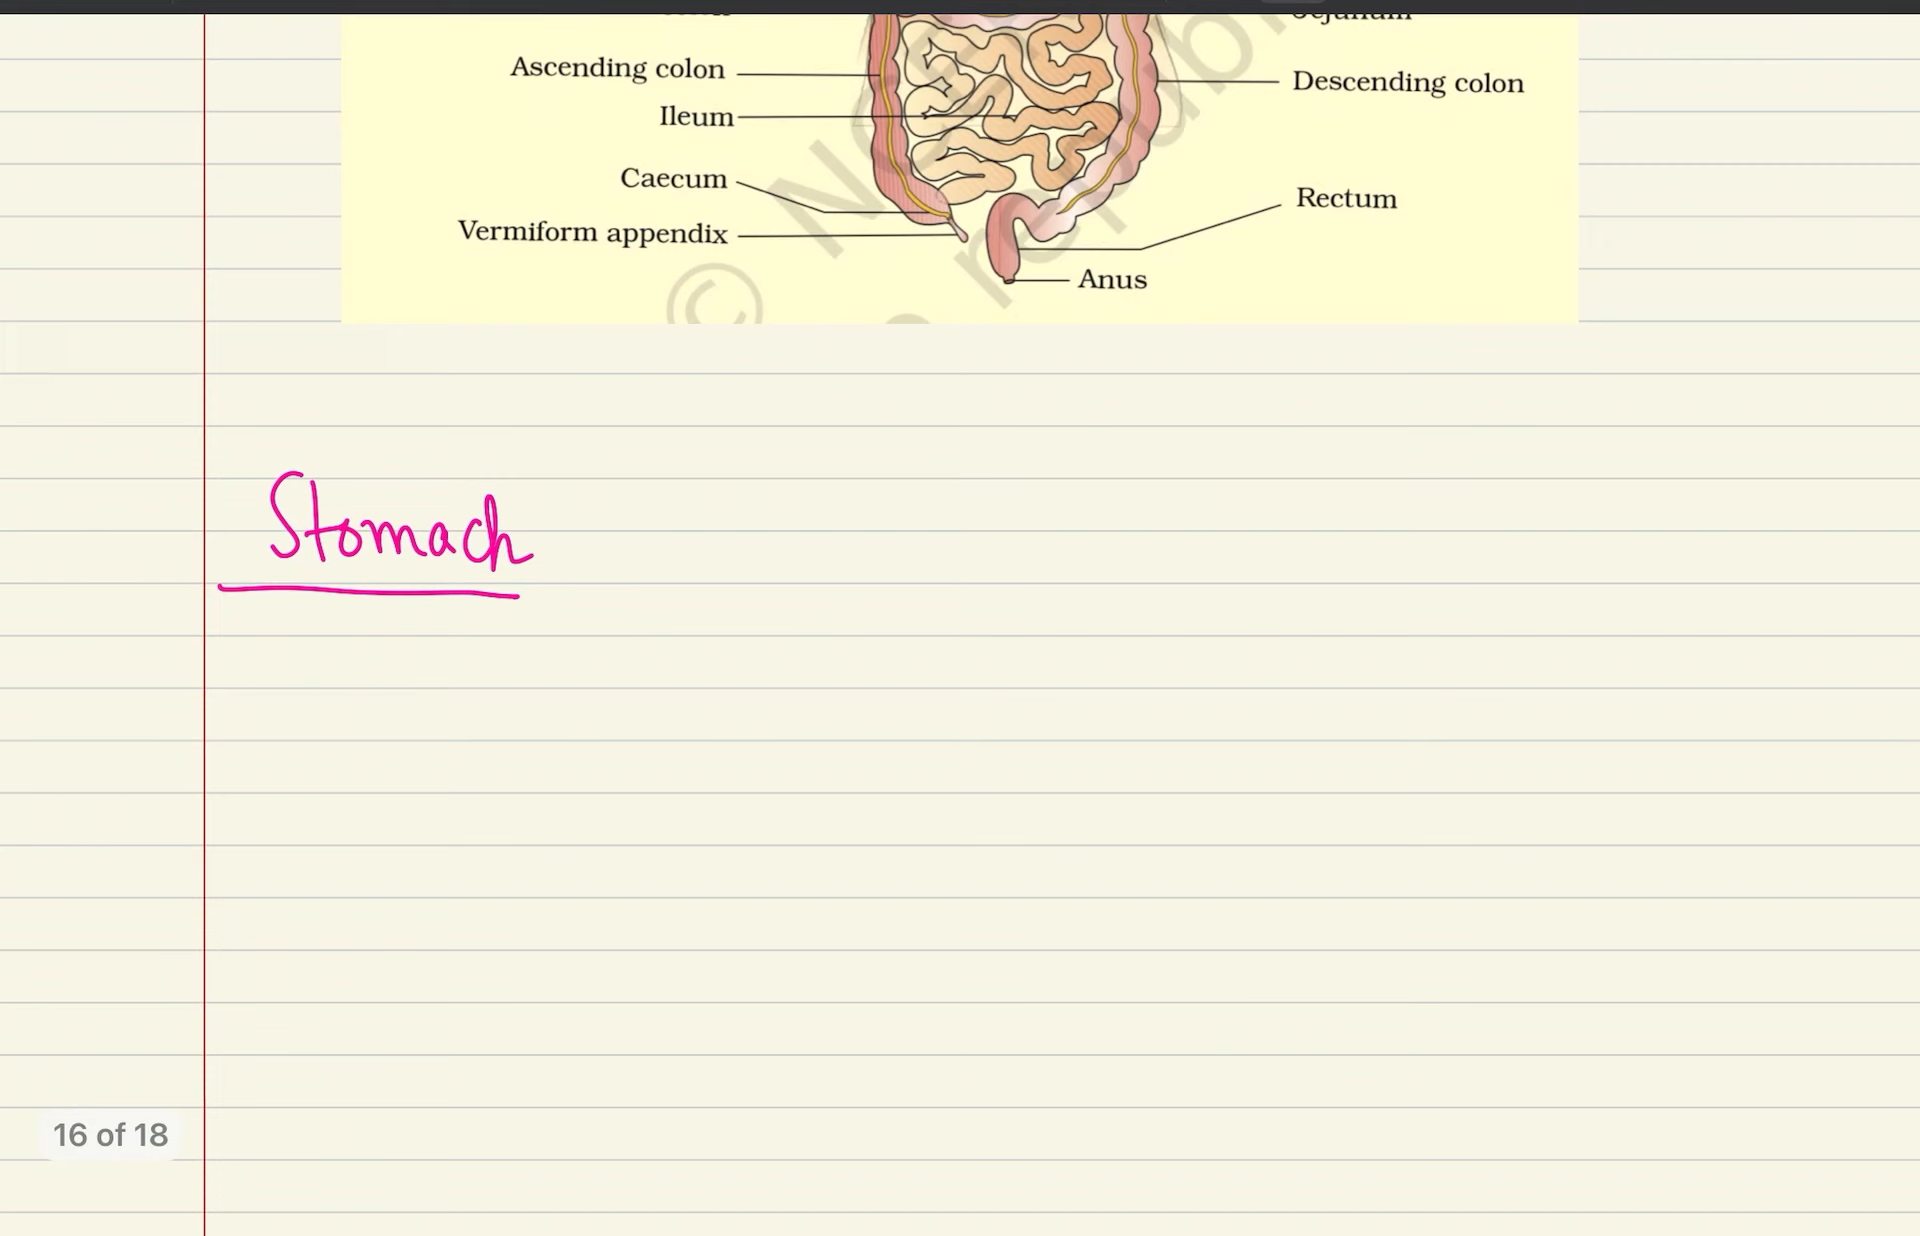 Ascending colon
Descending colon
Ileum
Caecum
Rectum
Vermiform appendix
Anus
©
Stomach
16 of 18